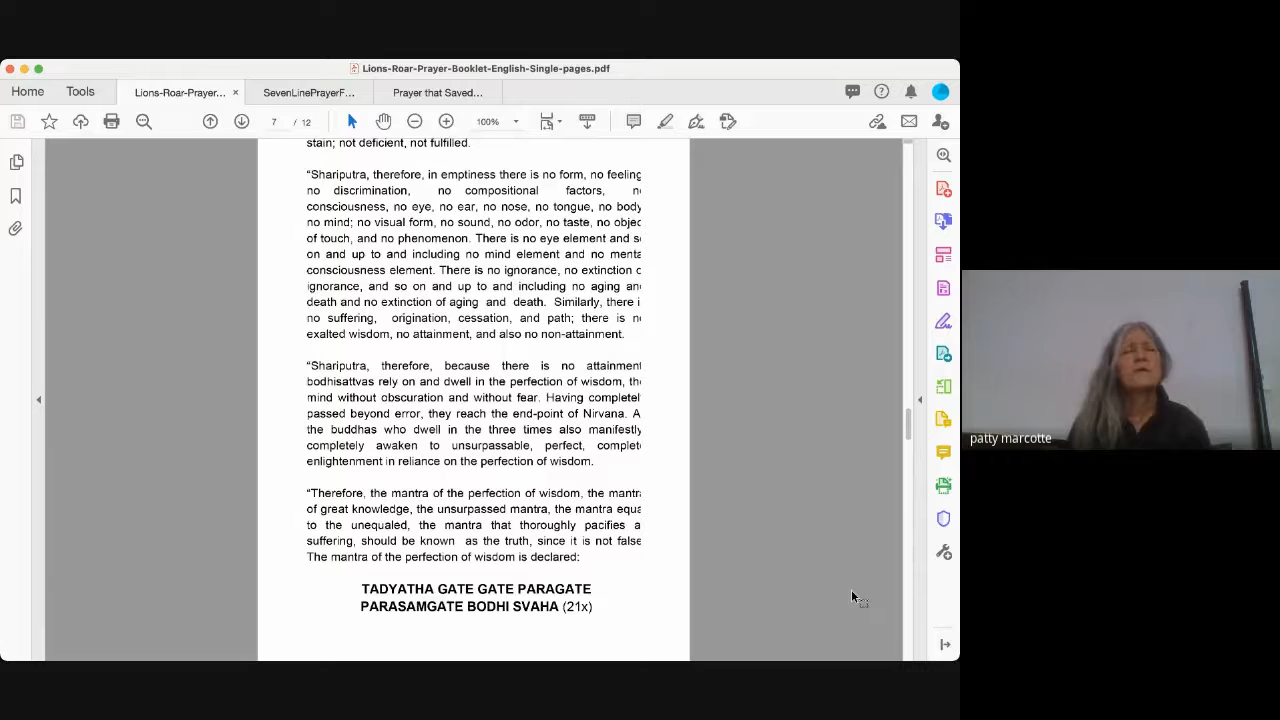 Lions-Roar-Prayer-Booklet-English-Single-pages.pdf
Home Tools Lions-Roar-Prayer... × SevenLinePrayerF... Prayer that Saved...
7 / 12 100%
stain; not deficient, not fulfilled.
“Shariputra, therefore, in emptiness there is no form, no feeling
no discrimination, no compositional factors, n
consciousness, no eye, no ear, no nose, no tongue, no body
no mind; no visual form, no sound, no odor, no taste, no objec
of touch, and no phenomenon. There is no eye element and s
on and up to and including no mind element and no menta
consciousness element. There is no ignorance, no extinction o
ignorance, and so on and up to and including no aging an
death and no extinction of aging and death. Similarly, there i
no suffering, origination, cessation, and path; there is n
exalted wisdom, no attainment, and also no non-attainment.
“Shariputra, therefore, because there is no attainment
bodhisattvas rely on and dwell in the perfection of wisdom, th
mind without obscuration and without fear. Having completel
passed beyond error, they reach the end-point of Nirvana. A
the buddhas who dwell in the three times also manifestly
completely awaken to unsurpassable, perfect, complet
enlightenment in reliance on the perfection of wisdom.
“Therefore, the mantra of the perfection of wisdom, the mantra
of great knowledge, the unsurpassed mantra, the mantra equa
to the unequaled, the mantra that thoroughly pacifies a
suffering, should be known as the truth, since it is not false
The mantra of the perfection of wisdom is declared:
TADYATHA GATE GATE PARAGATE
PARASAMGATE BODHI SVAHA (21x)
patty marcotte